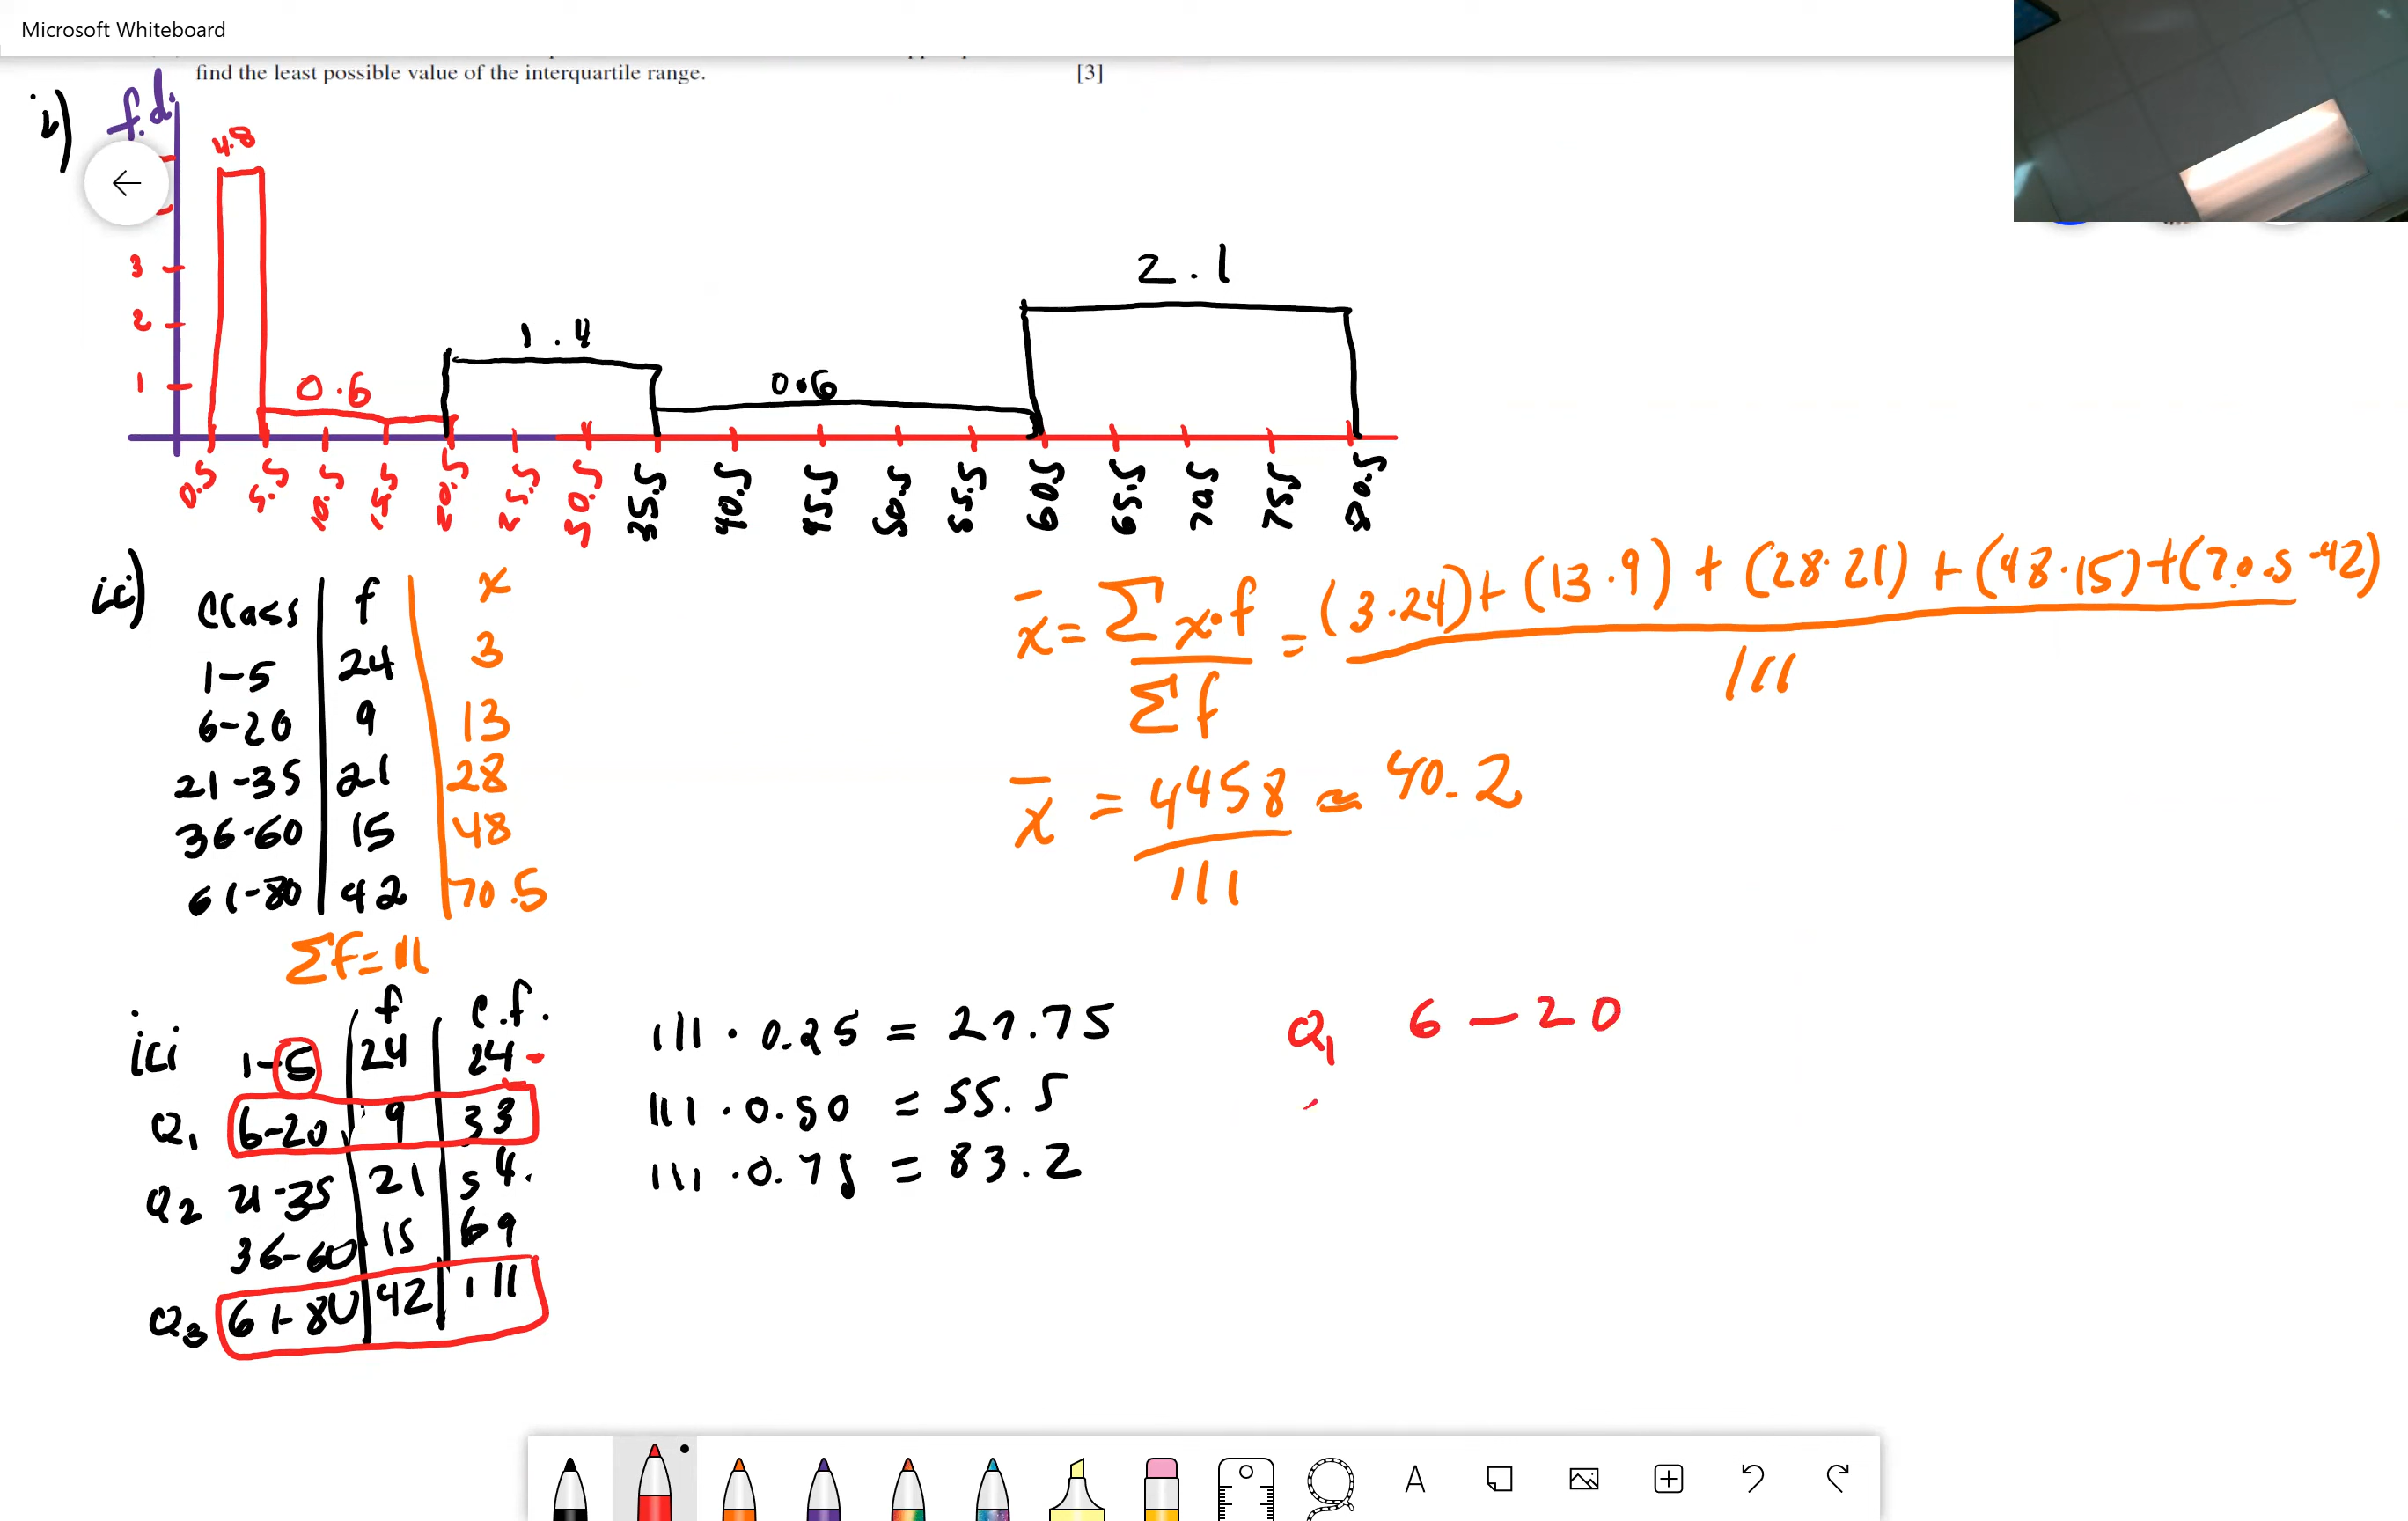 Microsoft Whiteboard
find the least possible value of the interquartile range. [3]
i) f.d.
4.8
3
2
1
0.6
1.4
0.6
2.1
0.5 5.5 10.5 15.5 20.5 25.5 30.5 35.5 40.5 45.5 50.5 55.5 60.5 65.5 70.5 75.5 80.5
ii) Class f x
1-5 24 3
6-20 9 13
21-35 21 28
36-60 15 48
61-80 42 70.5
Σf=111
x̄ = Σx·f / Σf = (3·24)+(13·9)+(28·21)+(48·15)+(70.5·42) / 111
x̄ = 4458 / 111 ≈ 40.2
iii f c.f.
1-5 24 24
Q1 6-20 9 33
Q2 21-35 21 54.
36-60 15 69
Q3 61-80 42 111
111 · 0.25 = 27.75
111 · 0.50 = 55.5
111 · 0.75 = 83.2
Q1 6-20
A